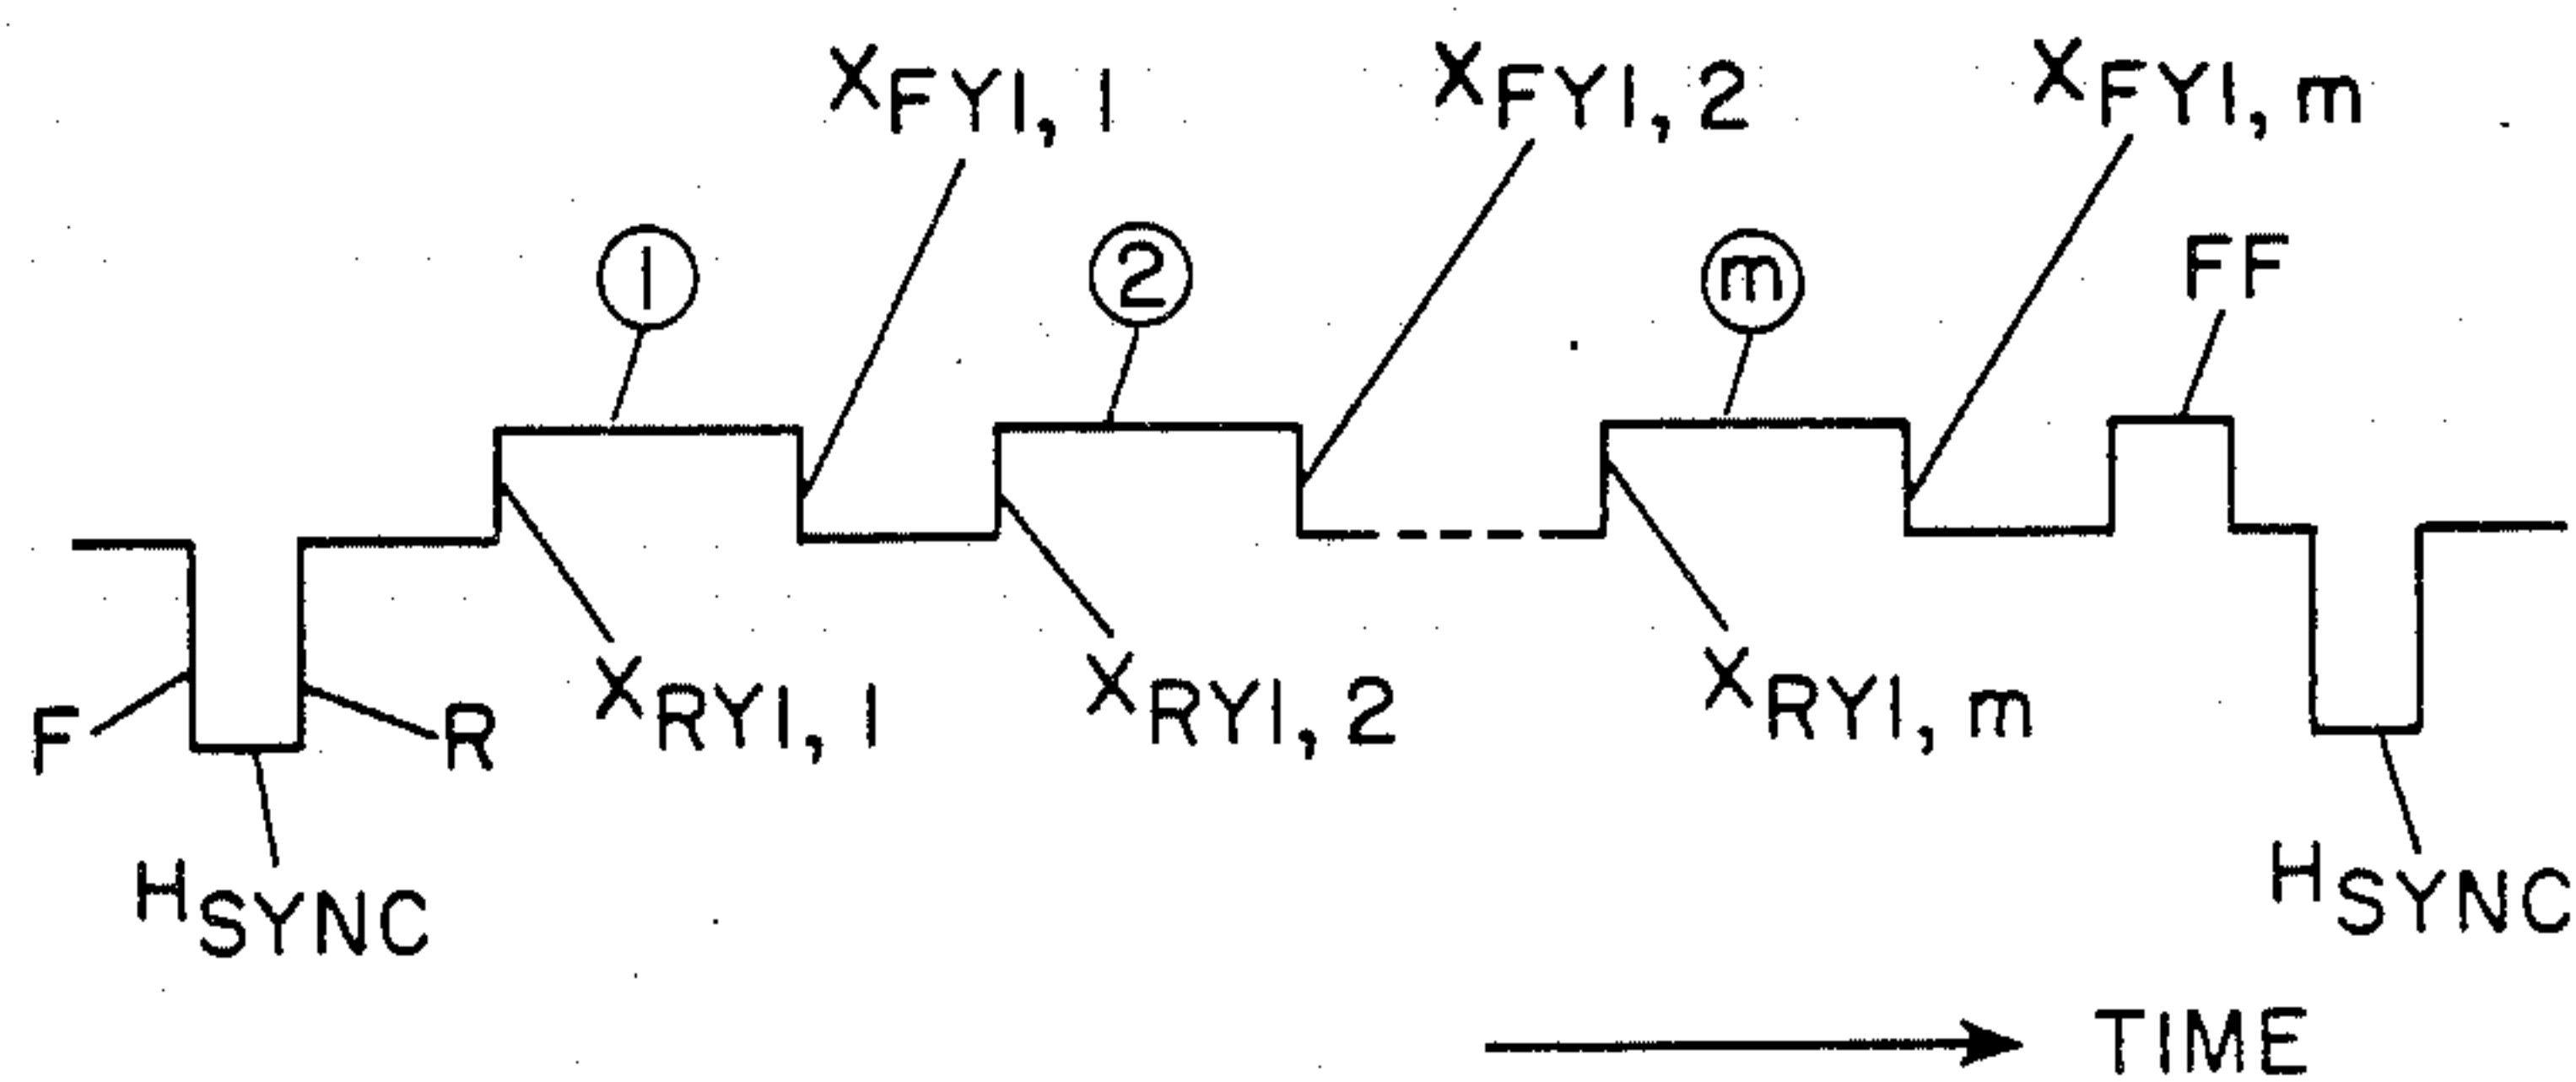 XFYI, 1
XFYI, 2
XFYI, m
1
2
m
FF
F
R
XRYI, 1
XRYI, 2
XRYI, m
HSYNC
HSYNC
TIME